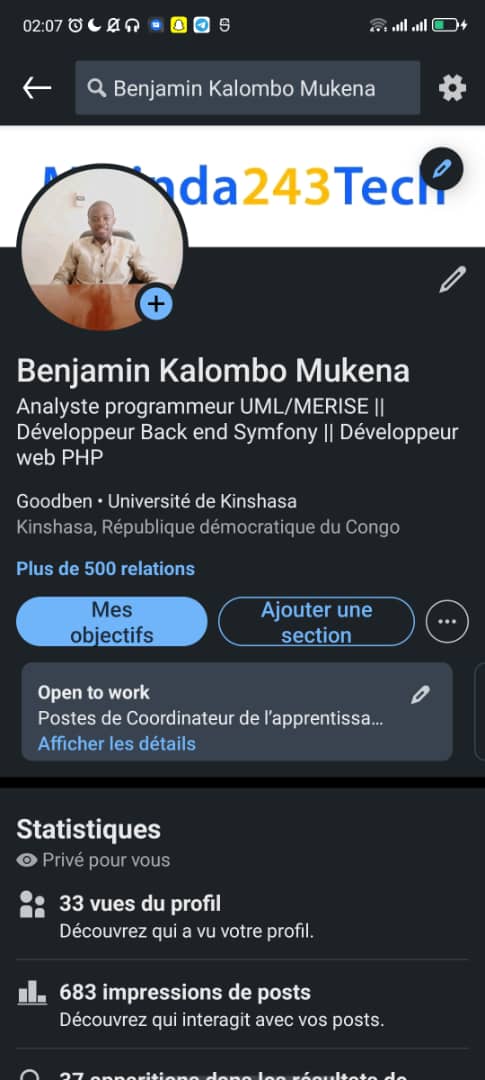 02:07
Benjamin Kalombo Mukena
243Tech
Benjamin Kalombo Mukena
Analyste programmeur UML/MERISE ||
Développeur Back end Symfony || Développeur
web PHP
Goodben • Université de Kinshasa
Kinshasa, République démocratique du Congo
Plus de 500 relations
Mes
objectifs
Ajouter une
section
Open to work
Postes de Coordinateur de l'apprentissa...
Afficher les détails
Statistiques
Privé pour vous
33 vues du profil
Découvrez qui a vu votre profil.
683 impressions de posts
Découvrez qui interagit avec vos posts.
37 apparitions dans les résultats de